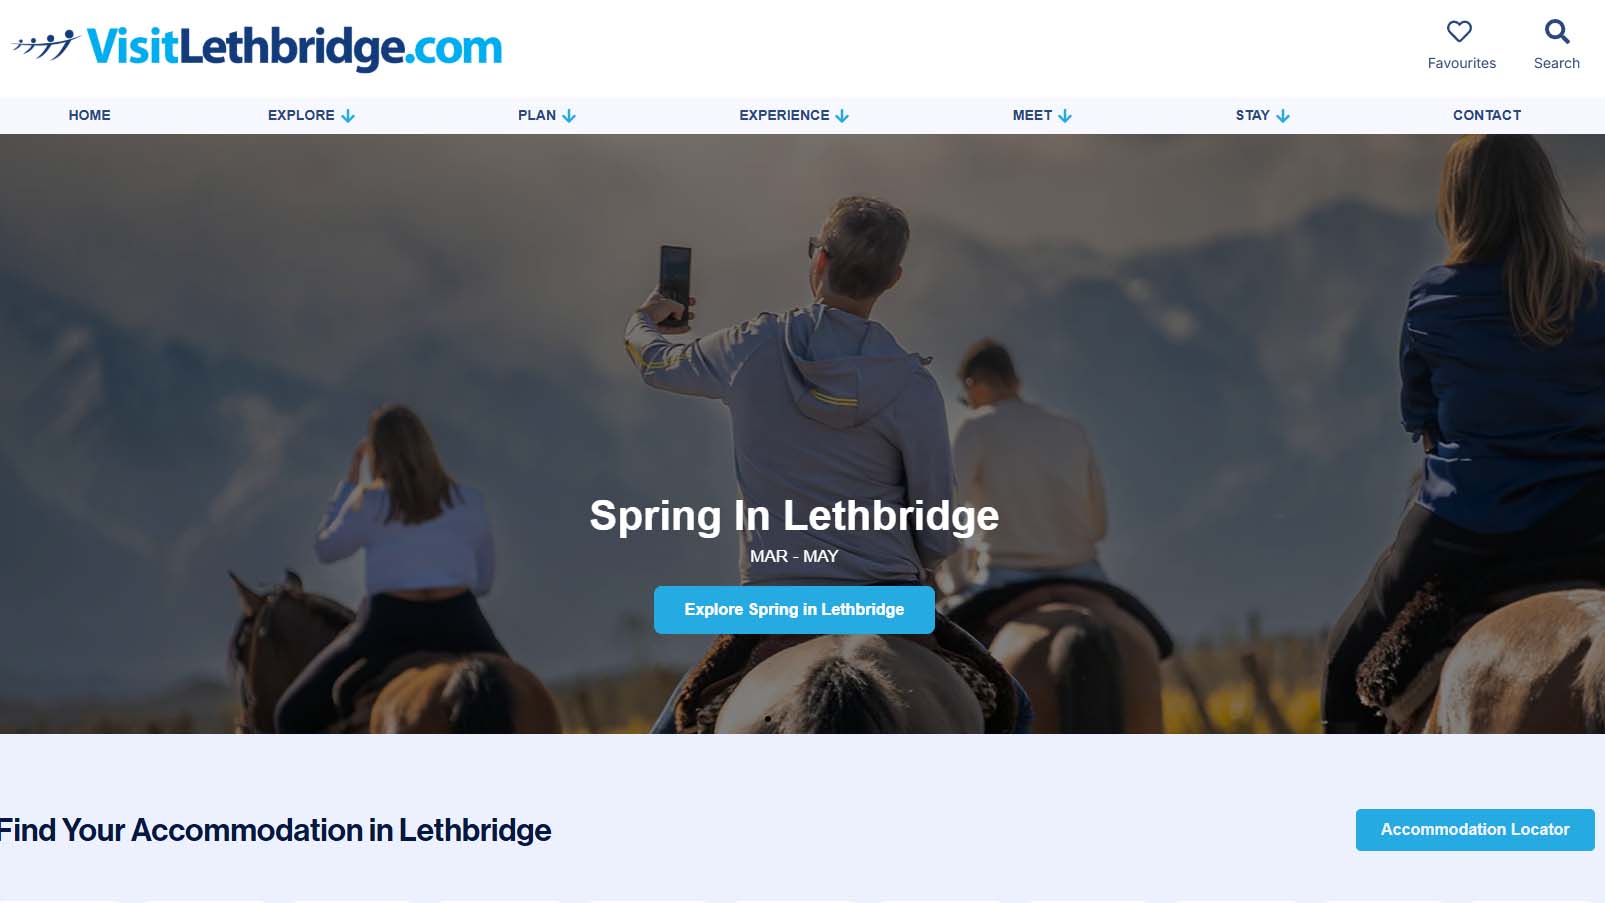 VisitLethbridge.com
Favourites
Search
HOME
EXPLORE
PLAN
EXPERIENCE
MEET
STAY
CONTACT
Spring In Lethbridge
MAR - MAY
Explore Spring in Lethbridge
Find Your Accommodation in Lethbridge
Accommodation Locator